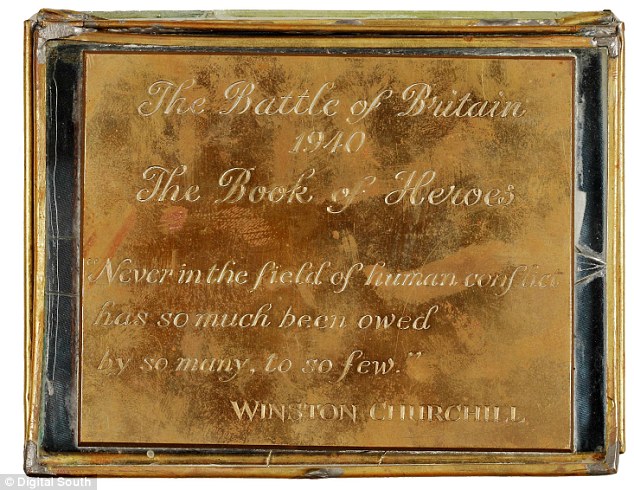 The Battle of Britain
1940
The Book of Heroes
"Never in the field of human conflict
has so much been owed
by so many, to so few."
WINSTON CHURCHILL
© Digital South